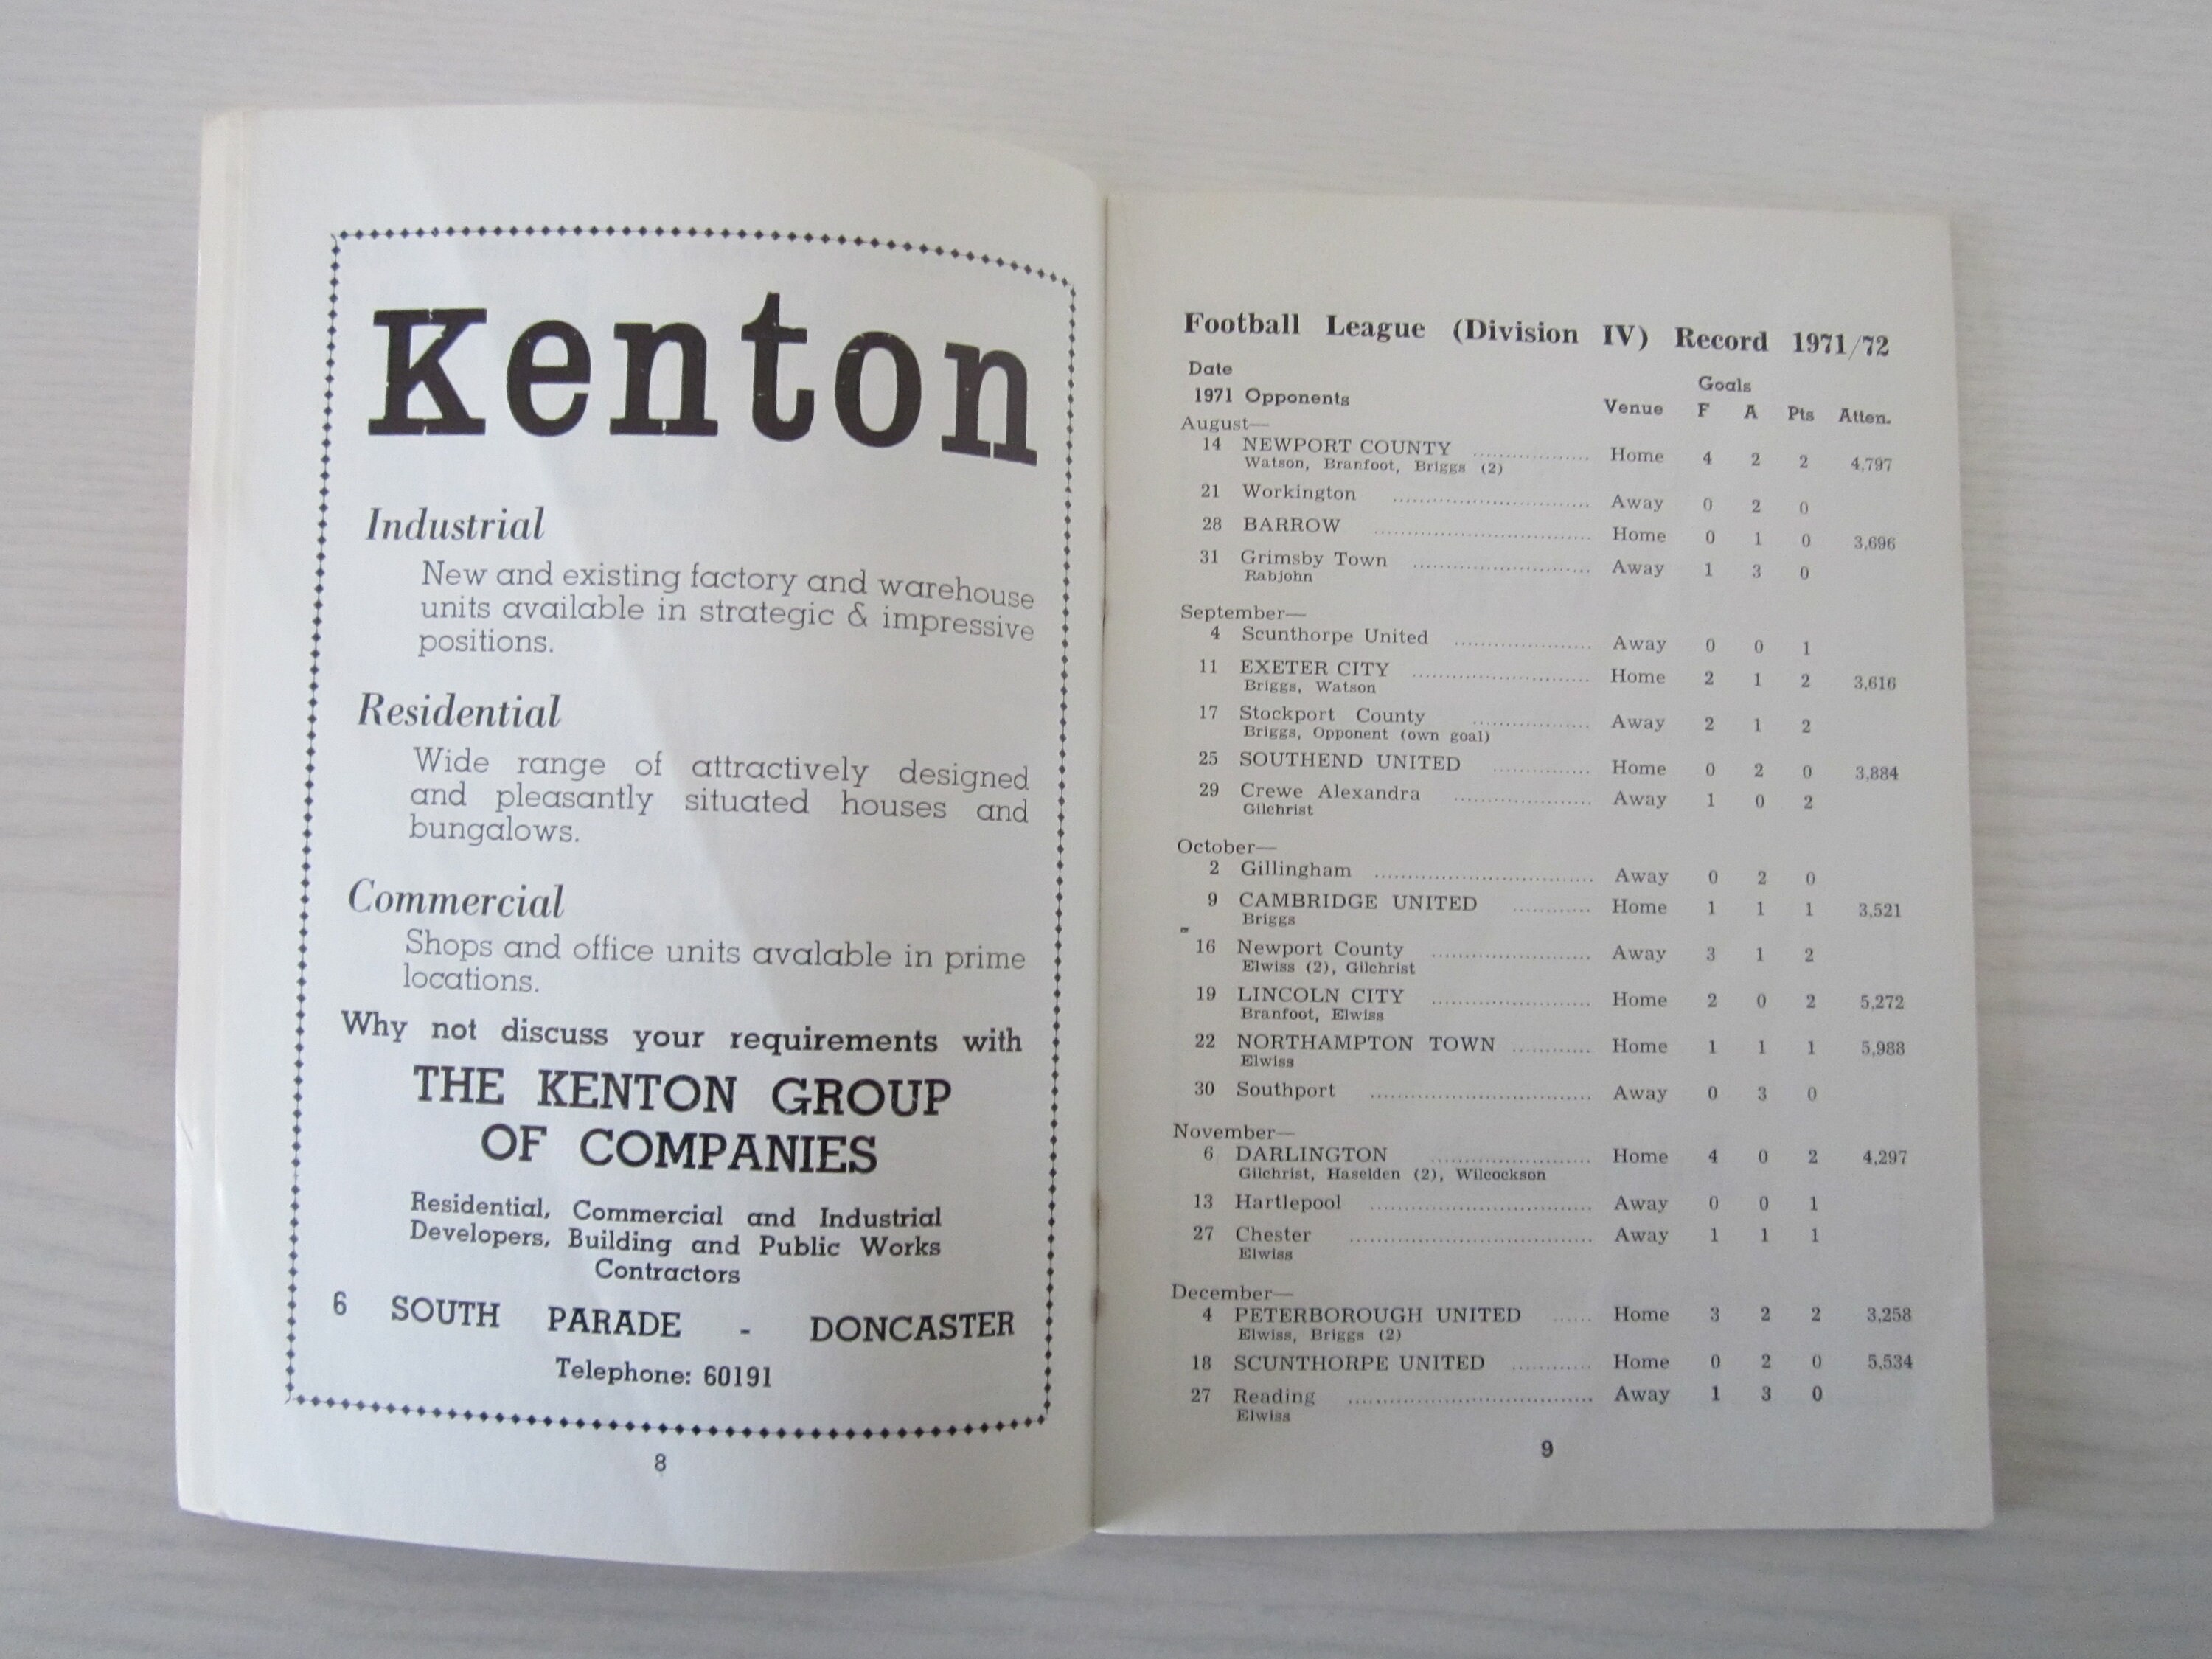 Kenton
Industrial
New and existing factory and warehouse
units available in strategic & impressive
positions.
Residential
Wide range of attractively designed
and pleasantly situated houses and
bungalows.
Commercial
Shops and office units avalable in prime
locations.
Why not discuss your requirements with
THE KENTON GROUP
OF COMPANIES
Residential, Commercial and Industrial
Developers, Building and Public Works
Contractors
6 SOUTH PARADE - DONCASTER
Telephone: 60191
8
Football League (Division IV) Record 1971/72
Date Goals
1971 Opponents Venue F A Pts Atten.
August—
14 NEWPORT COUNTY .................. Home 4 2 2 4,797
Watson, Branfoot, Briggs (2)
21 Workington .................. Away 0 2 0
28 BARROW .................. Home 0 1 0 3,696
31 Grimsby Town .................. Away 1 3 0
Rabjohn
September—
4 Scunthorpe United .................. Away 0 0 1
11 EXETER CITY .................. Home 2 1 2 3,616
Briggs, Watson
17 Stockport County .................. Away 2 1 2
Briggs, Opponent (own goal)
25 SOUTHEND UNITED .................. Home 0 2 0 3,884
29 Crewe Alexandra .................. Away 1 0 2
Gilchrist
October—
2 Gillingham .................. Away 0 2 0
9 CAMBRIDGE UNITED ............ Home 1 1 1 3,521
Briggs
16 Newport County .................. Away 3 1 2
Elwiss (2), Gilchrist
19 LINCOLN CITY .................. Home 2 0 2 5,272
Branfoot, Elwiss
22 NORTHAMPTON TOWN ............ Home 1 1 1 5,988
Elwiss
30 Southport .................. Away 0 3 0
November—
6 DARLINGTON .................. Home 4 0 2 4,297
Gilchrist, Haselden (2), Wilcockson
13 Hartlepool .................. Away 0 0 1
27 Chester .................. Away 1 1 1
Elwiss
December—
4 PETERBOROUGH UNITED ...... Home 3 2 2 3,258
Elwiss, Briggs (2)
18 SCUNTHORPE UNITED ............ Home 0 2 0 5,534
27 Reading .................. Away 1 3 0
Elwiss
9